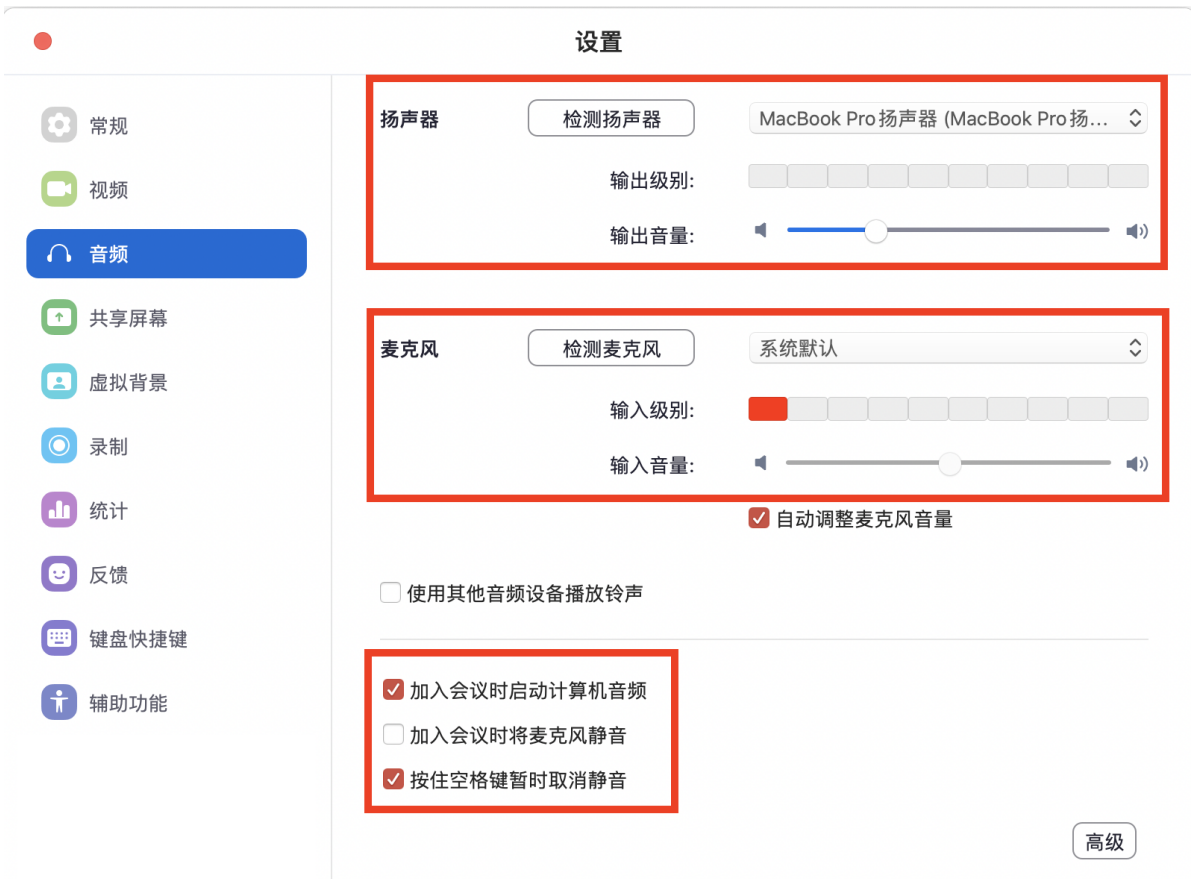 设置
常规
视频
音频
共享屏幕
虚拟背景
录制
统计
反馈
键盘快捷键
辅助功能
扬声器
检测扬声器
MacBook Pro扬声器 (MacBook Pro扬...
输出级别:
输出音量:
麦克风
检测麦克风
系统默认
输入级别:
输入音量:
自动调整麦克风音量
使用其他音频设备播放铃声
加入会议时启动计算机音频
加入会议时将麦克风静音
按住空格键暂时取消静音
高级